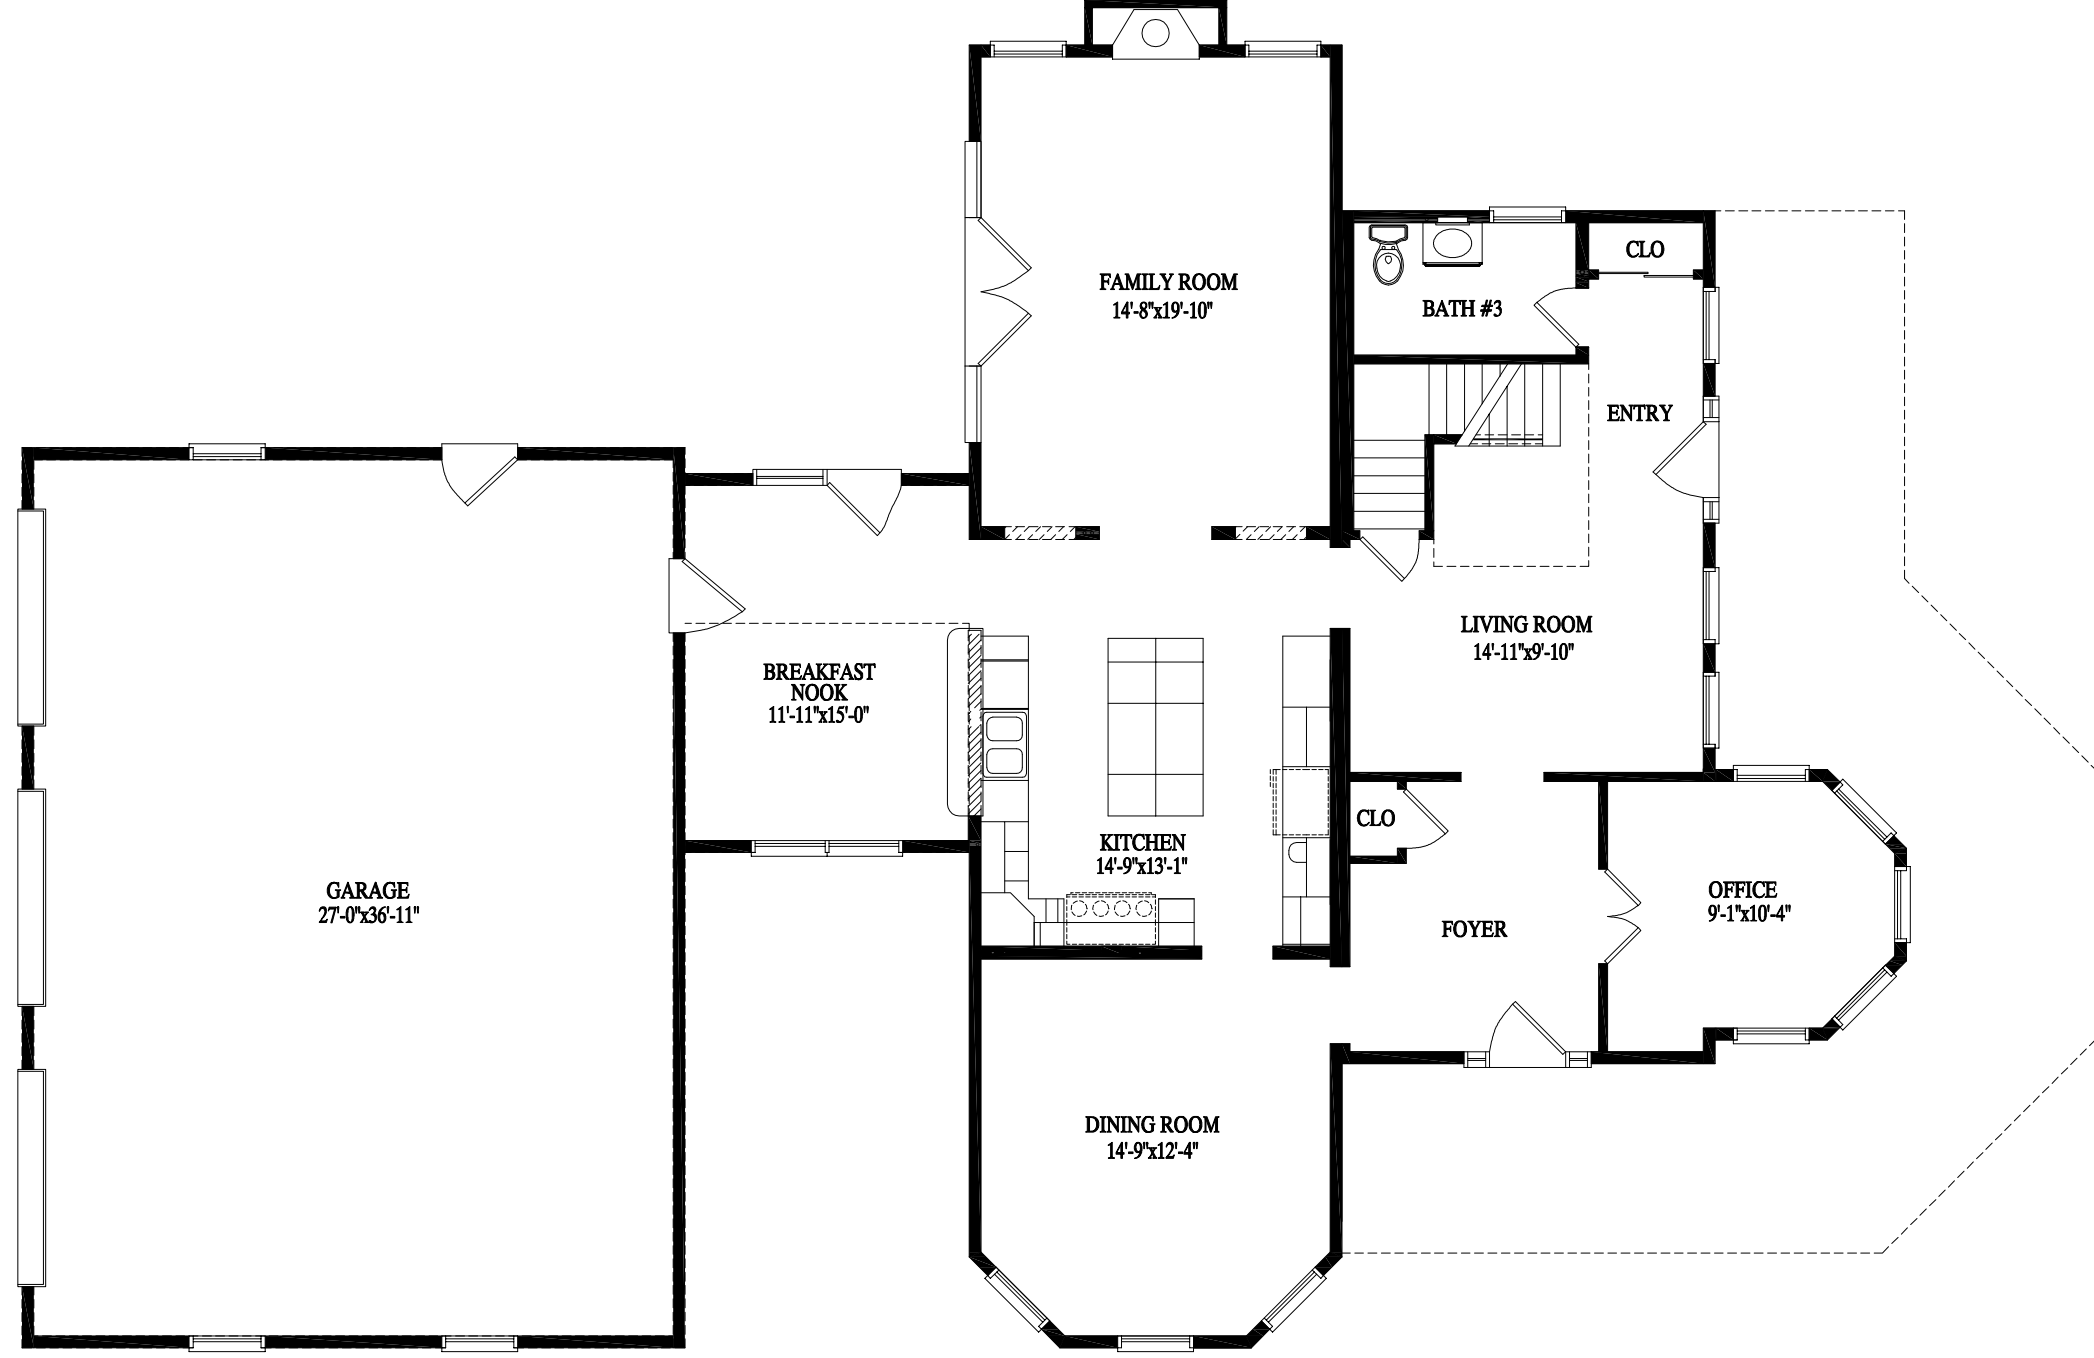 FAMILY ROOM
14'-8"x19'-10"
CLO
BATH #3
ENTRY
LIVING ROOM
14'-11"x9'-10"
BREAKFAST
NOOK
11'-11"x15'-0"
KITCHEN
14'-9"x13'-1"
CLO
GARAGE
27'-0"x36'-11"
OFFICE
9'-1"x10'-4"
FOYER
DINING ROOM
14'-9"x12'-4"